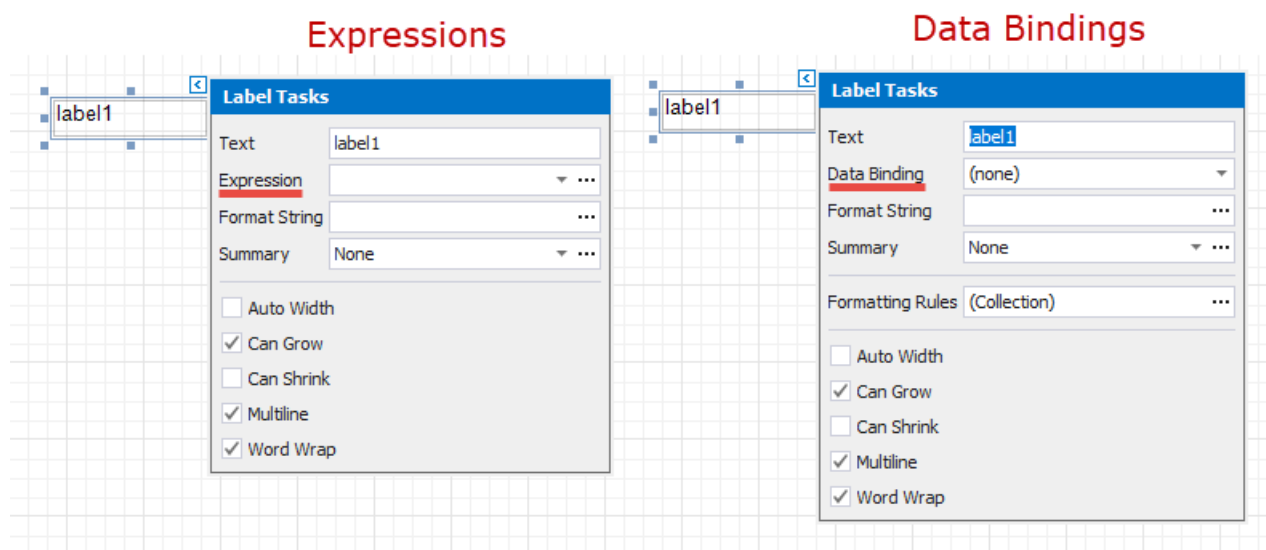 Expressions
label1
Label Tasks
Text label1
Expression
Format String
Summary None
Auto Width
Can Grow
Can Shrink
Multiline
Word Wrap
Data Bindings
label1
Label Tasks
Text label1
Data Binding (none)
Format String
Summary None
Formatting Rules (Collection)
Auto Width
Can Grow
Can Shrink
Multiline
Word Wrap